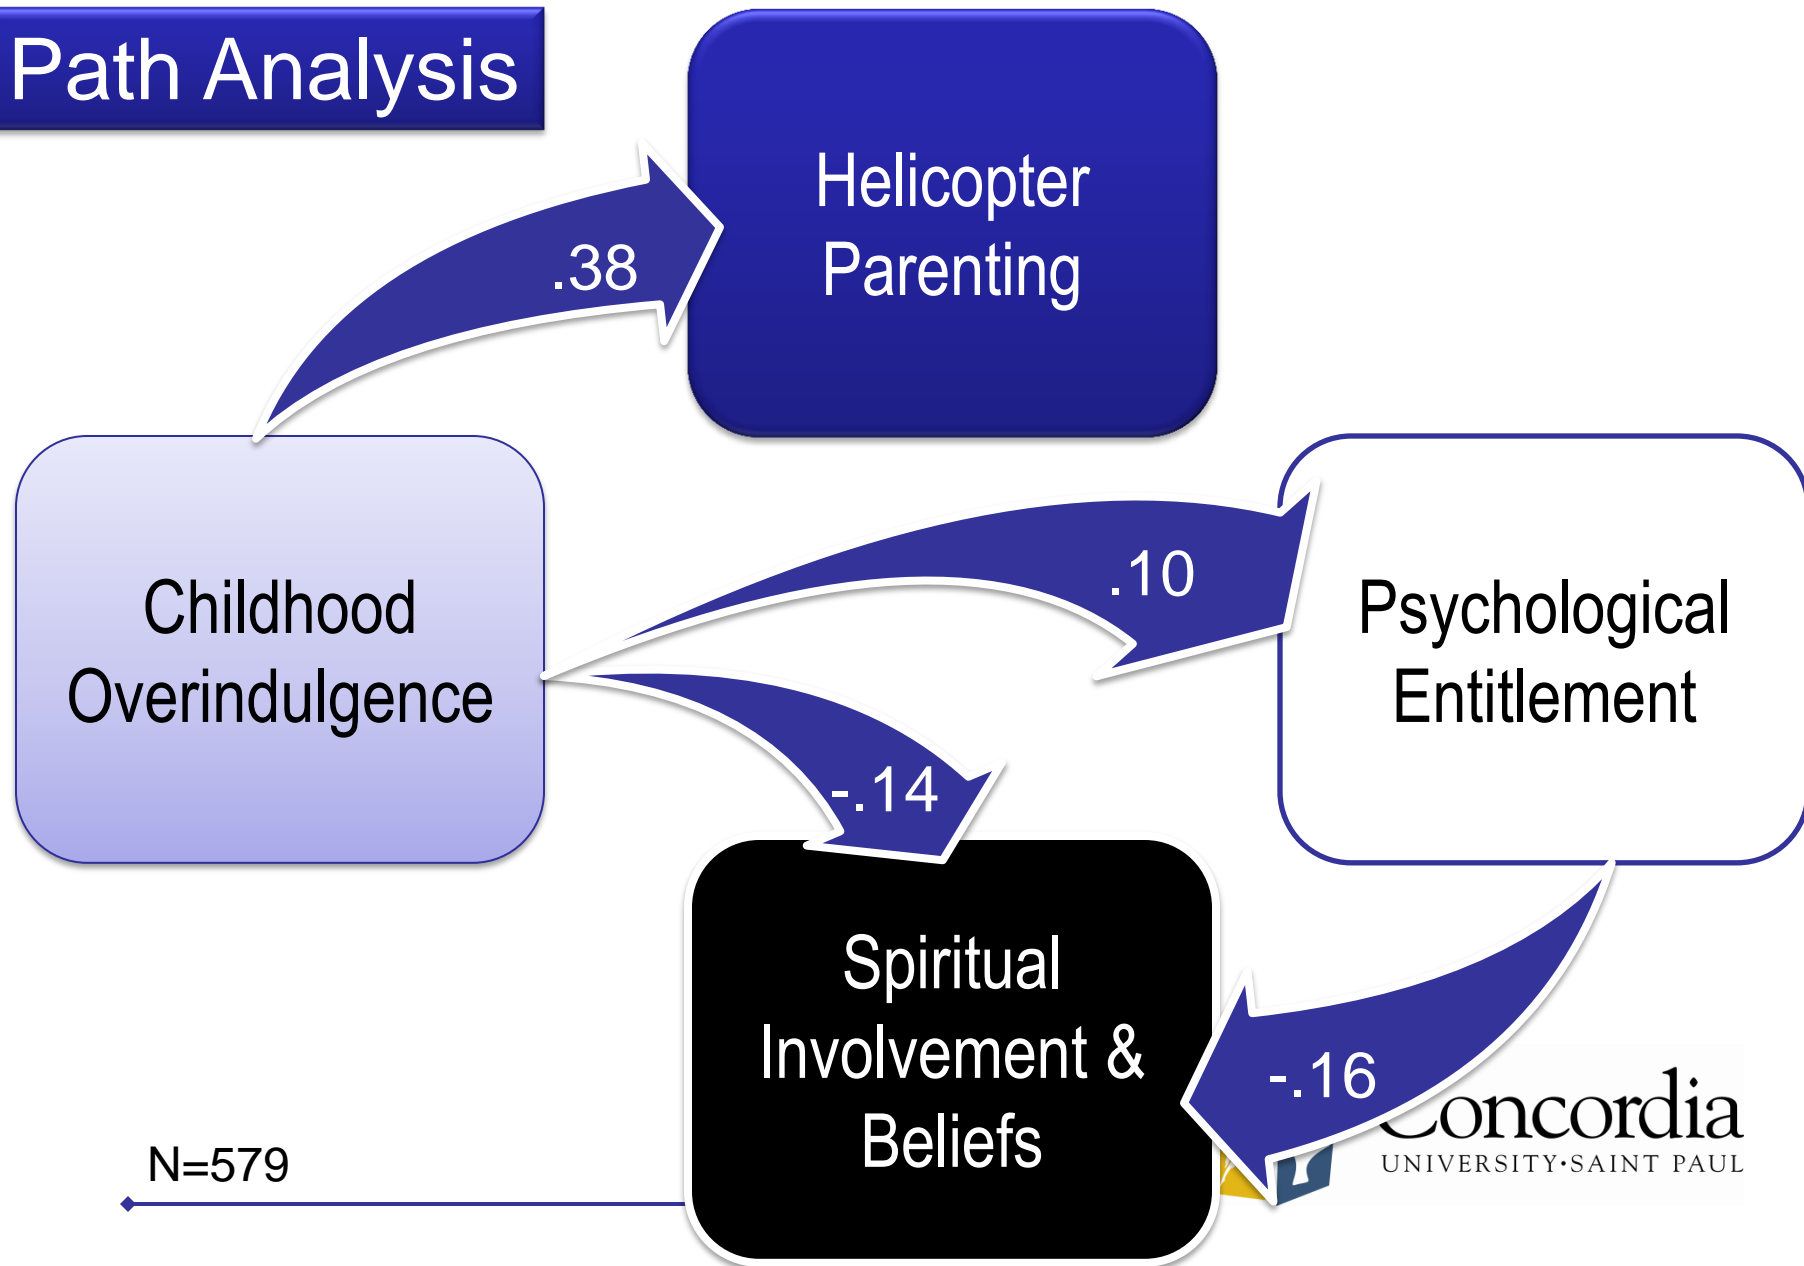 Path Analysis
Helicopter
Parenting
.38
Childhood
Overindulgence
.10
Psychological
Entitlement
-.14
Spiritual
Involvement &
Beliefs
-.16
oncordia
UNIVERSITY•SAINT PAUL
N=579